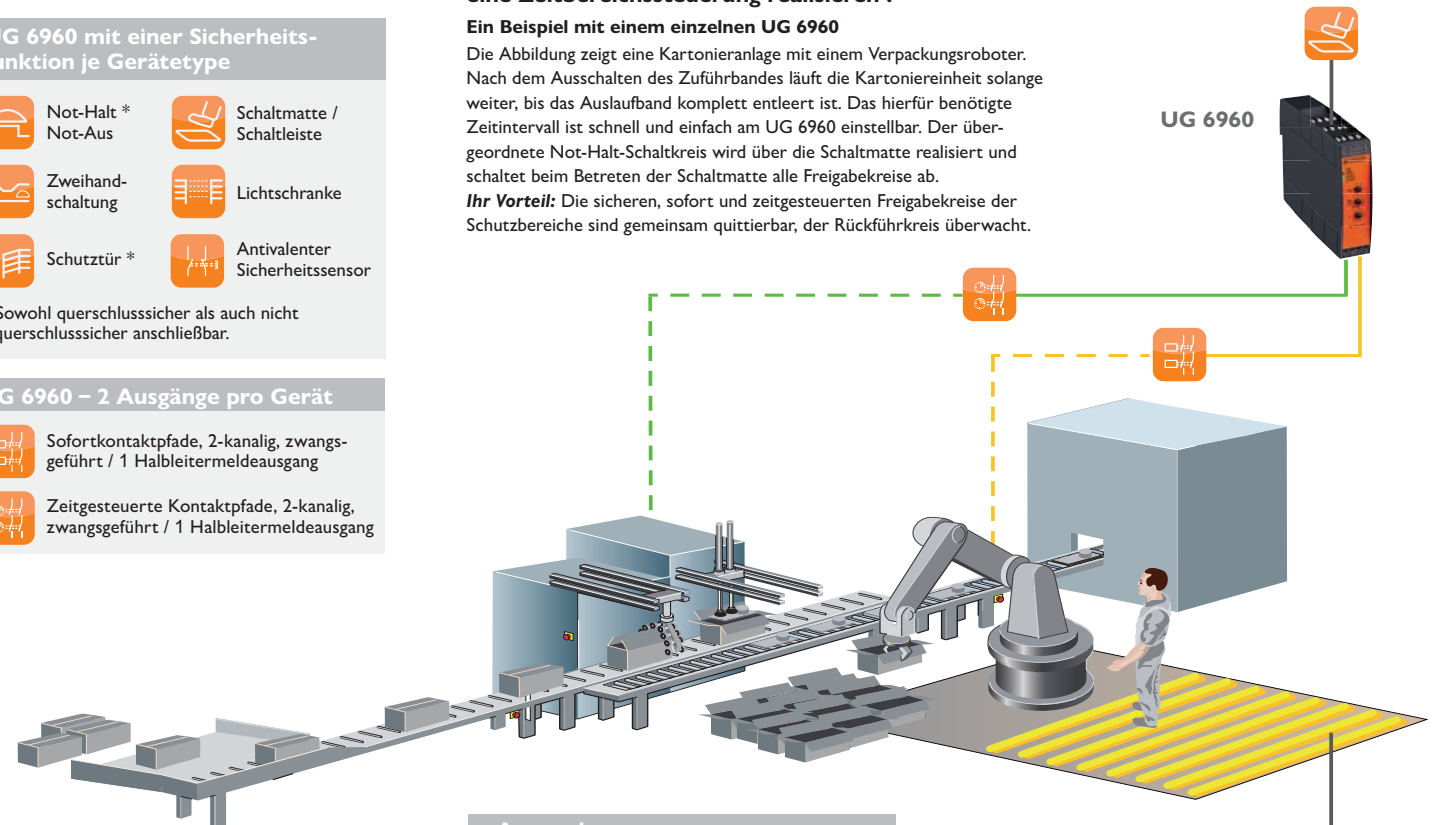 6960 mit einer Sicherheits-
je Gerätetype
Not-Halt *
Not-Aus
Schaltmatte /
Schaltleiste
Zweihand-
schaltung
Lichtschranke
Schutztür *
Antivalenter
Sicherheitssensor
Sowohl querschlusssicher als auch nicht
querschlusssicher anschließbar.
6960 – 2 Ausgänge pro Gerät
Sofortkontaktpfade, 2-kanalig, zwangs-
geführt / 1 Halbleitermeldeausgang
Zeitgesteuerte Kontaktpfade, 2-kanalig,
zwangsgeführt / 1 Halbleitermeldeausgang
eine Zeitbereichssteuerung realisieren
Ein Beispiel mit einem einzelnen UG 6960
Die Abbildung zeigt eine Kartonieranlage mit einem Verpackungsroboter.
Nach dem Ausschalten des Zuführbandes läuft die Kartoniereinheit solange
weiter, bis das Auslaufband komplett entleert ist. Das hierfür benötigte
Zeitintervall ist schnell und einfach am UG 6960 einstellbar. Der über-
geordnete Not-Halt-Schaltkreis wird über die Schaltmatte realisiert und
schaltet beim Betreten der Schaltmatte alle Freigabekreise ab.
Ihr Vorteil: Die sicheren, sofort und zeitgesteuerten Freigabekreise der
Schutzbereiche sind gemeinsam quittierbar, der Rückführkreis überwacht.
UG 6960